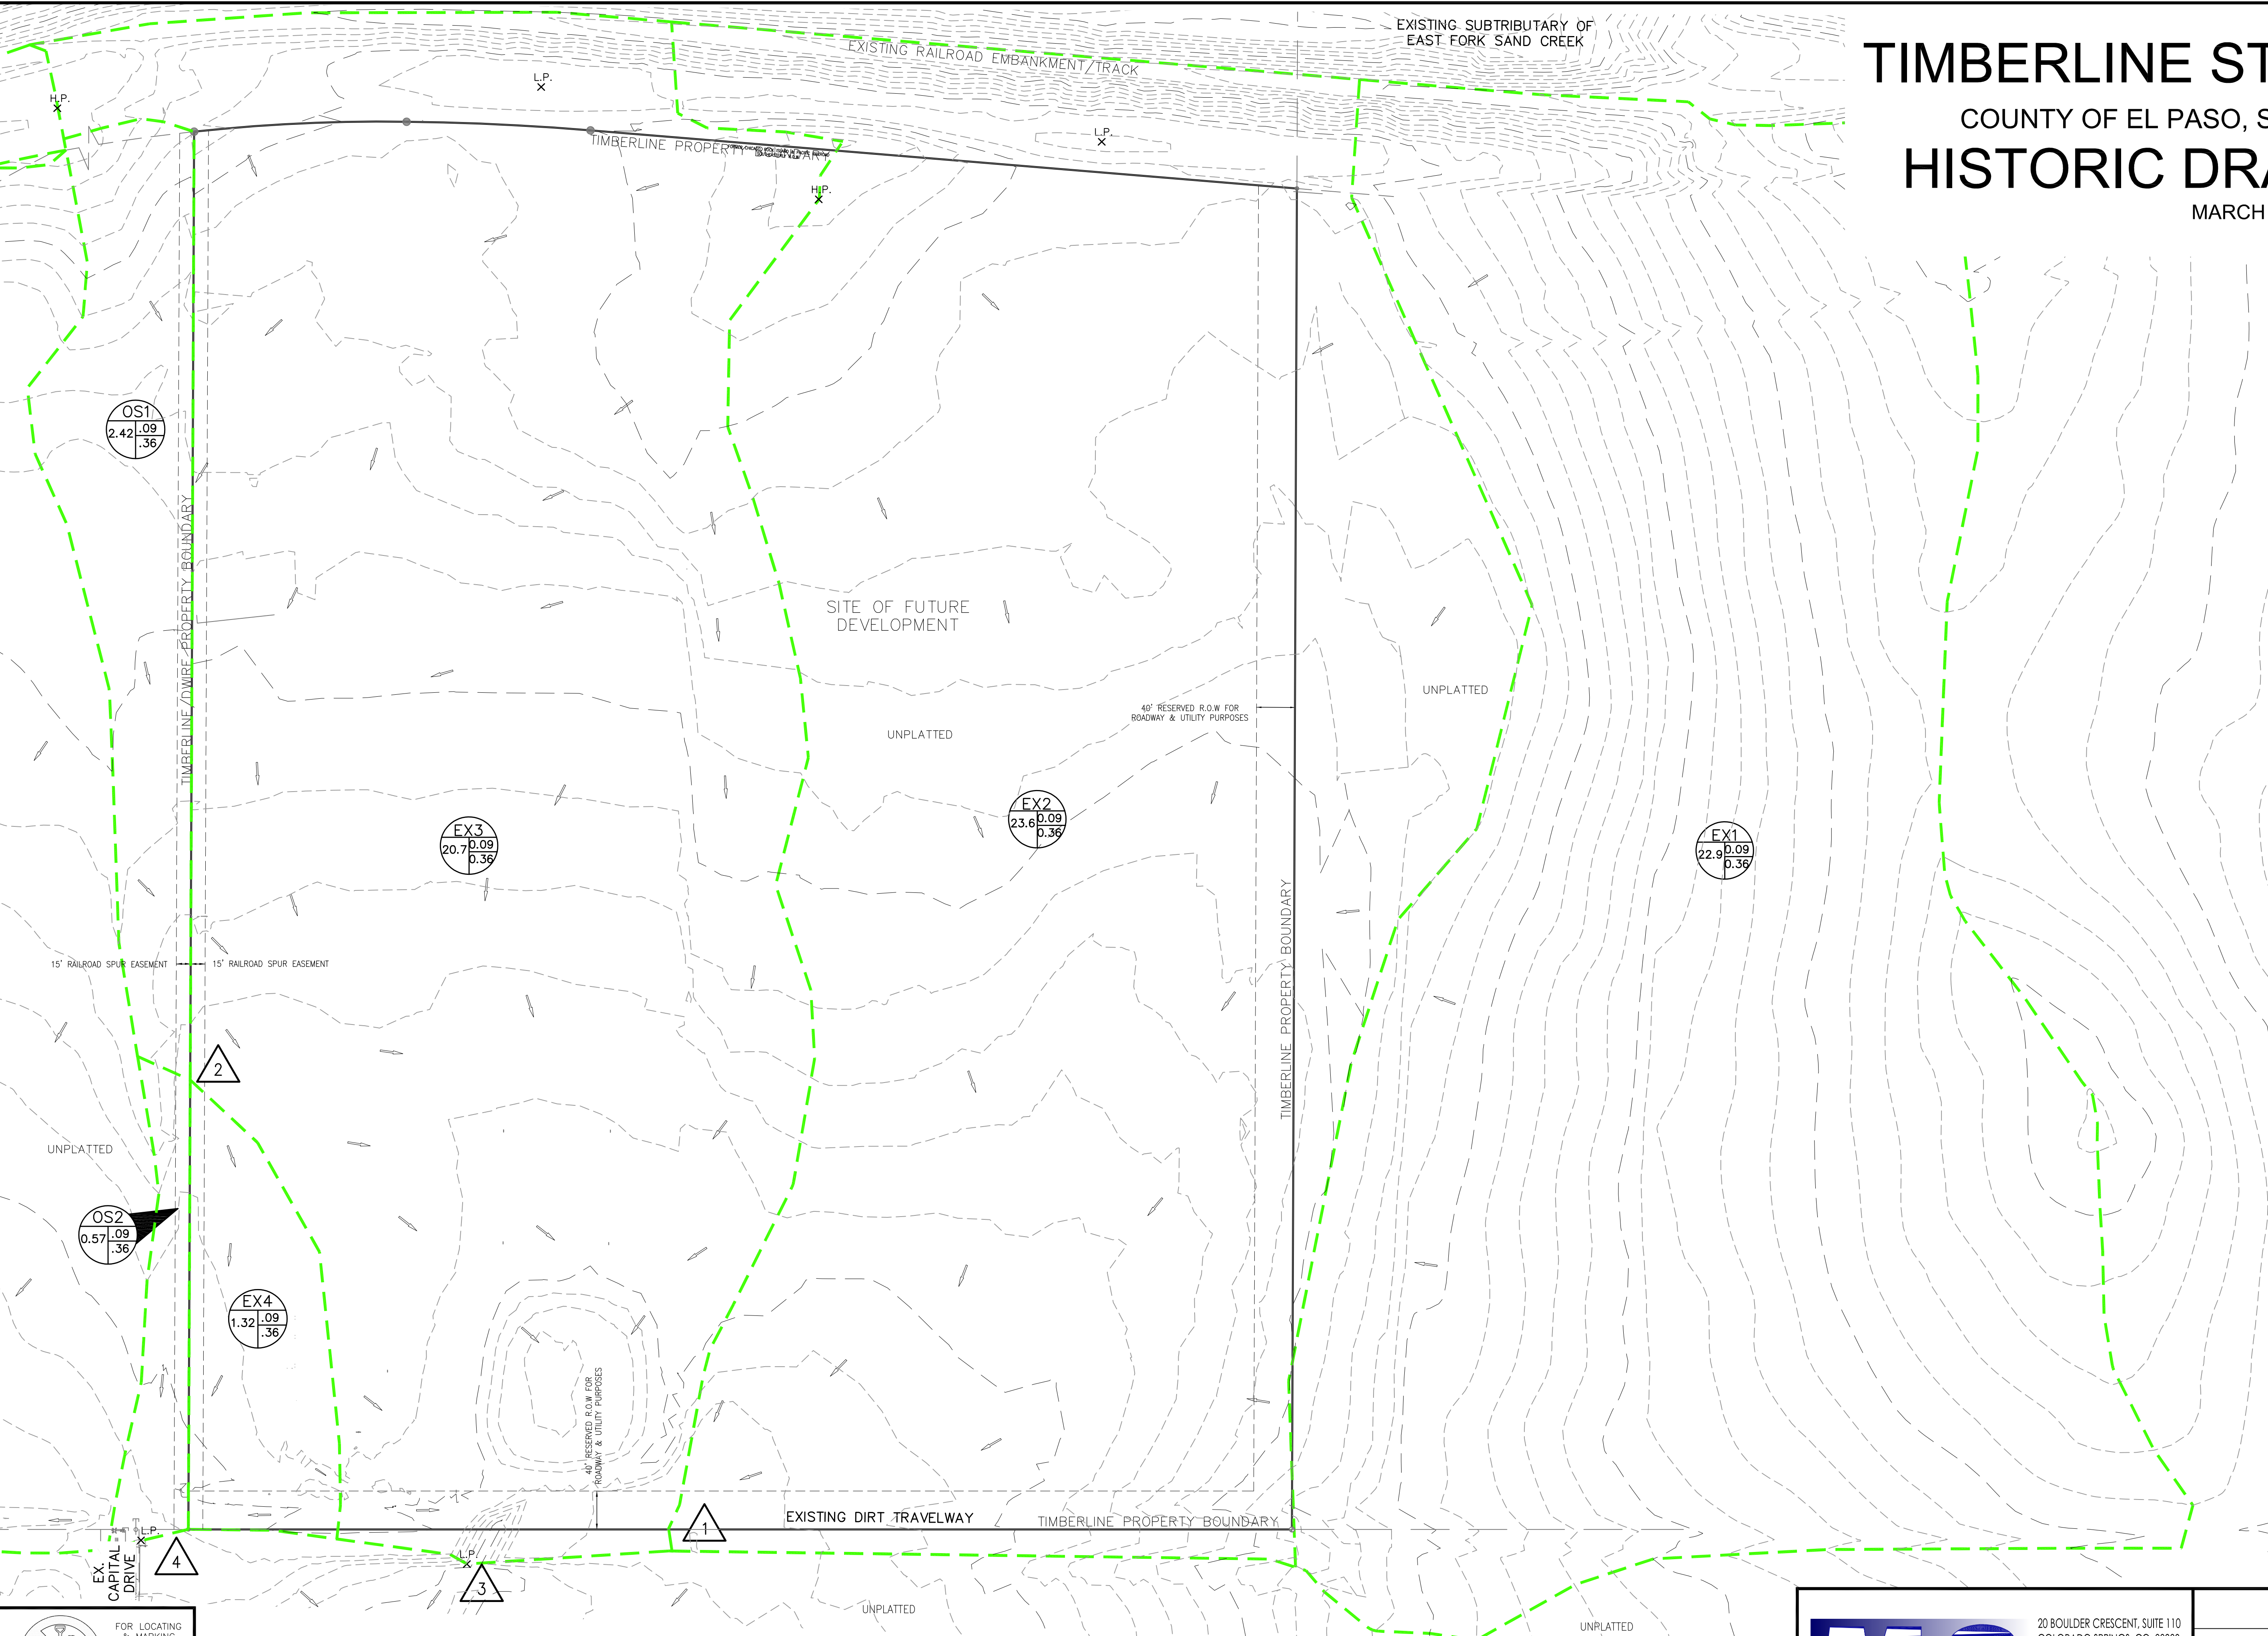 EXISTING SUBTRIBUTARY OF
EAST FORK SAND CREEK
TIMBERLINE ST
COUNTY OF EL PASO, S
HISTORIC DRA
MARCH
EXISTING RAILROAD EMBANKMENT/TRACK
L.P.
H.P.
L.P.
TIMBERLINE PROPERTY BOUNDARY
H.P.
OS1
2.42 .09
.36
TIMBERLINE/DWIRE PROPERTY BOUNDARY
SITE OF FUTURE
DEVELOPMENT
UNPLATTED
40' RESERVED R.O.W FOR
ROADWAY & UTILITY PURPOSES
UNPLATTED
EX3
20.7 0.09
0.36
EX2
23.6 0.09
0.36
EX1
22.9 0.09
0.36
TIMBERLINE PROPERTY BOUNDARY
15' RAILROAD SPUR EASEMENT
15' RAILROAD SPUR EASEMENT
2
UNPLATTED
OS2
0.57 .09
.36
EX4
1.32 .09
.36
40' RESERVED R.O.W FOR
ROADWAY & UTILITY PURPOSES
1
EXISTING DIRT TRAVELWAY
TIMBERLINE PROPERTY BOUNDARY
L.P.
4
EX.
CAPITAL
DRIVE
L.P.
3
UNPLATTED
UNPLATTED
FOR LOCATING
& MARKING
20 BOULDER CRESCENT, SUITE 110